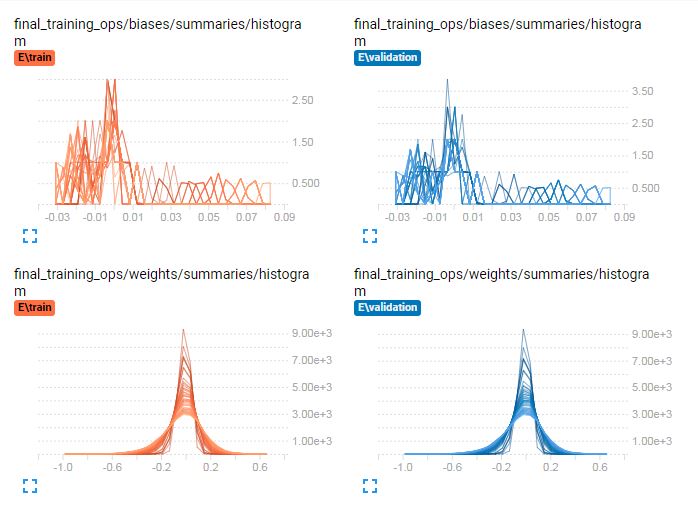 final_training_ops/biases/summaries/histogra
m
E\train
2.50
1.50
0.500
-0.03 -0.01 0.01 0.03 0.05 0.07 0.09
final_training_ops/biases/summaries/histogra
m
E\validation
3.50
2.50
1.50
0.500
-0.03 -0.01 0.01 0.03 0.05 0.07 0.09
final_training_ops/weights/summaries/histogra
m
E\train
9.00e+3
7.00e+3
5.00e+3
3.00e+3
1.00e+3
-1.0 -0.6 -0.2 0.2 0.6
final_training_ops/weights/summaries/histogra
m
E\validation
9.00e+3
7.00e+3
5.00e+3
3.00e+3
1.00e+3
-1.0 -0.6 -0.2 0.2 0.6